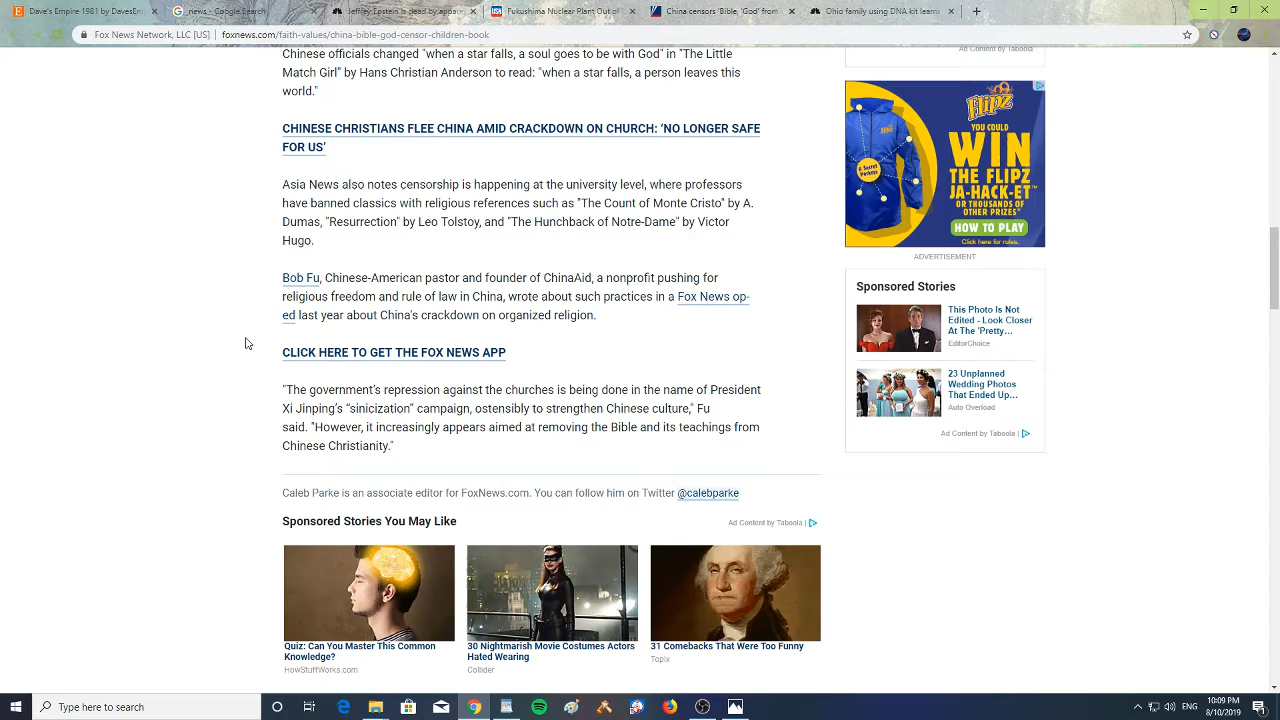 Dave's Empire 1981 by DavesEm
g news - Google Search
Jeffrey Epstein is dead by appare
Fukushima Nuclear Plant Out of
China censors 'Bible,' 'God' from
Ohio family using DNA kit learns
Fox News Network, LLC [US] | foxnews.com/faith-values/china-bible-god-censor-children-book
Chinese officials changed "when a star falls, a soul goes to be with God" in "The Little
Match Girl" by Hans Christian Anderson to read: "when a star falls, a person leaves this
world."
CHINESE CHRISTIANS FLEE CHINA AMID CRACKDOWN ON CHURCH: 'NO LONGER SAFE
FOR US'
AsiaNews also notes censorship is happening at the university level, where professors
have banned classics with religious references such as "The Count of Monte Cristo" by A.
Dumas, "Resurrection" by Leo Tolstoy, and "The Hunchback of Notre-Dame" by Victor
Hugo.
Bob Fu, Chinese-American pastor and founder of ChinaAid, a nonprofit pushing for
religious freedom and rule of law in China, wrote about such practices in a Fox News op-
ed last year about China's crackdown on organized religion.
CLICK HERE TO GET THE FOX NEWS APP
"The government's repression against the churches is being done in the name of President
Xi Jinping's "sinicization" campaign, ostensibly to strengthen Chinese culture," Fu
said. "However, it increasingly appears aimed at removing the Bible and its teachings from
Chinese Christianity."
Caleb Parke is an associate editor for FoxNews.com. You can follow him on Twitter @calebparke
Sponsored Stories You May Like
Ad Content by Taboola |
Quiz: Can You Master This Common
Knowledge?
HowStuffWorks.com
30 Nightmarish Movie Costumes Actors
Hated Wearing
Collider
31 Comebacks That Were Too Funny
Topix
Ad Content by Taboola
Flipz
YOU COULD
WIN
THE FLIPZ
JA-HACK-ET™
OR THOUSANDS OF
OTHER PRIZES*
HOW TO PLAY
Click here for rules.
8 Secret
Pockets
ADVERTISEMENT
Sponsored Stories
This Photo Is Not
Edited - Look Closer
At The 'Pretty…
EditorChoice
23 Unplanned
Wedding Photos
That Ended Up…
Auto Overload
Ad Content by Taboola |
Type here to search
10:09 PM
8/10/2019